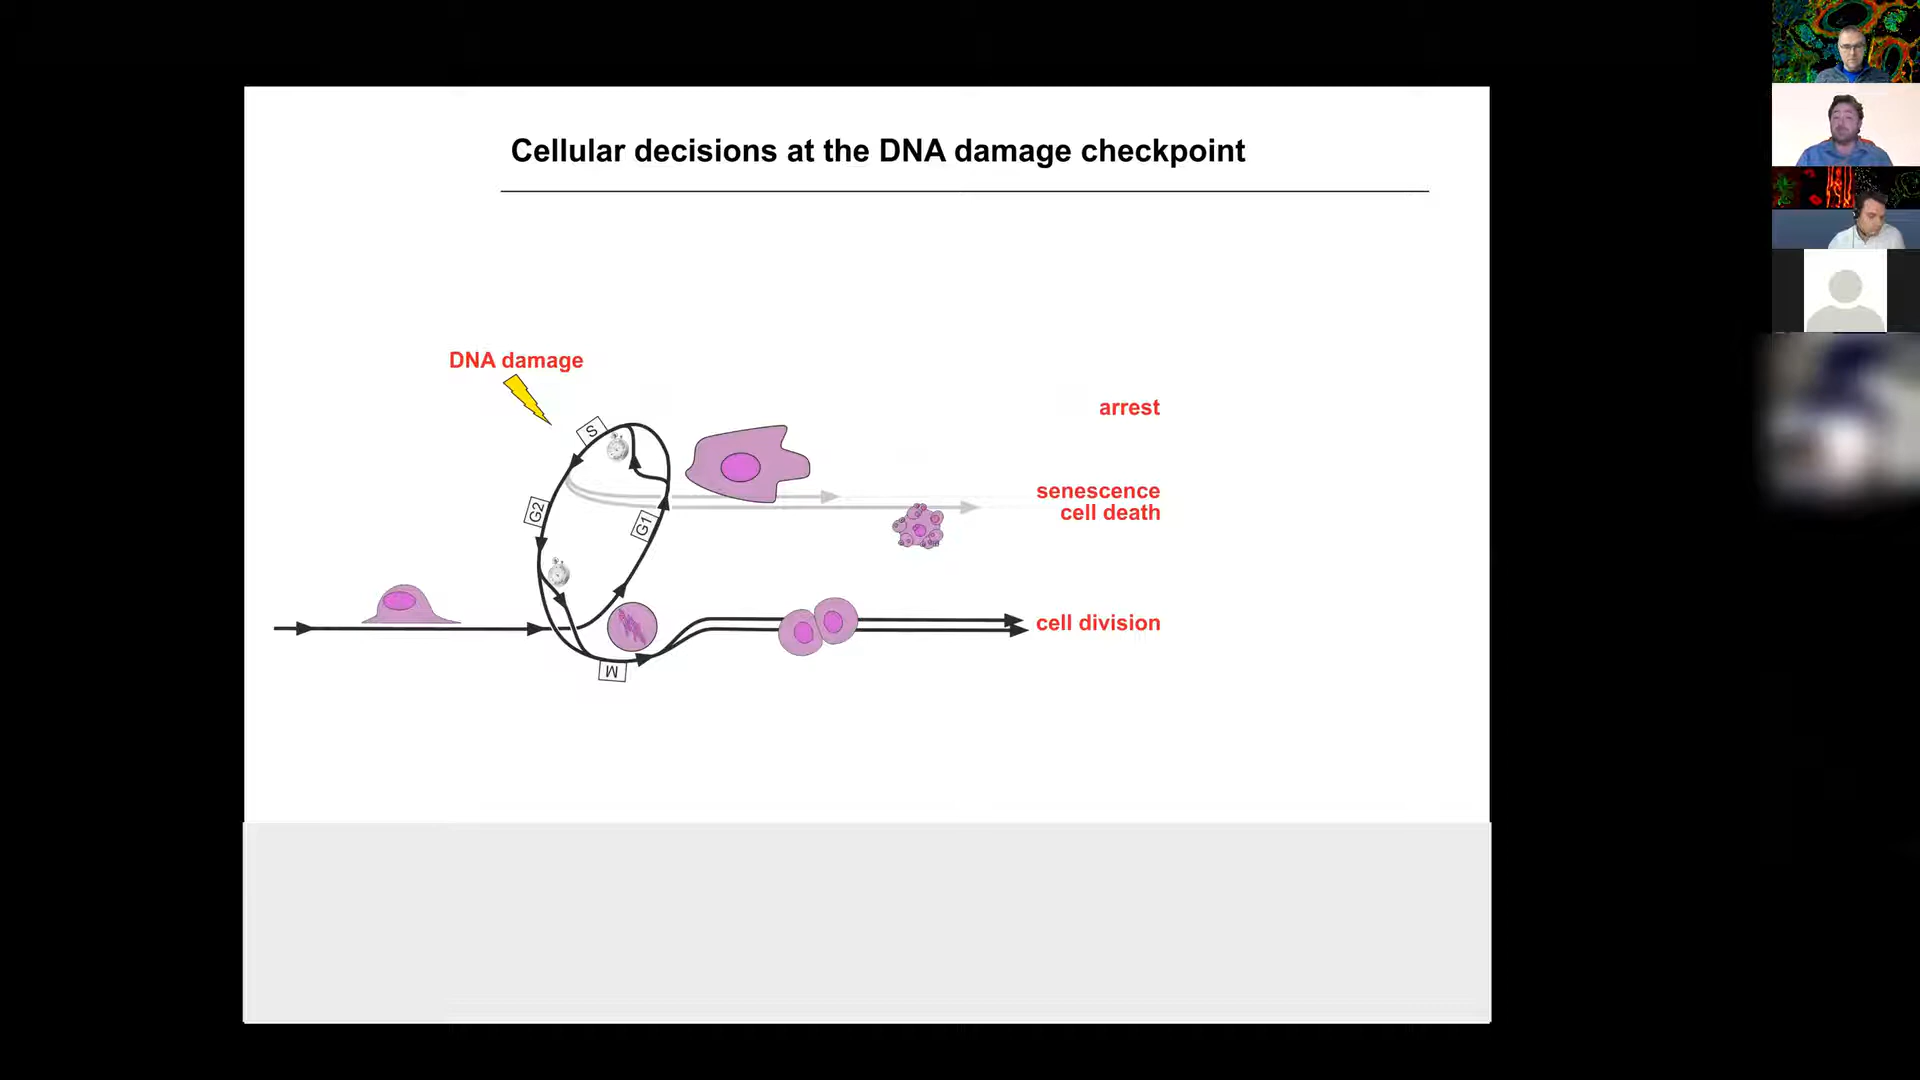 Cellular decisions at the DNA damage checkpoint
DNA damage
arrest
S
senescence
G2
G1
cell death
cell division
M